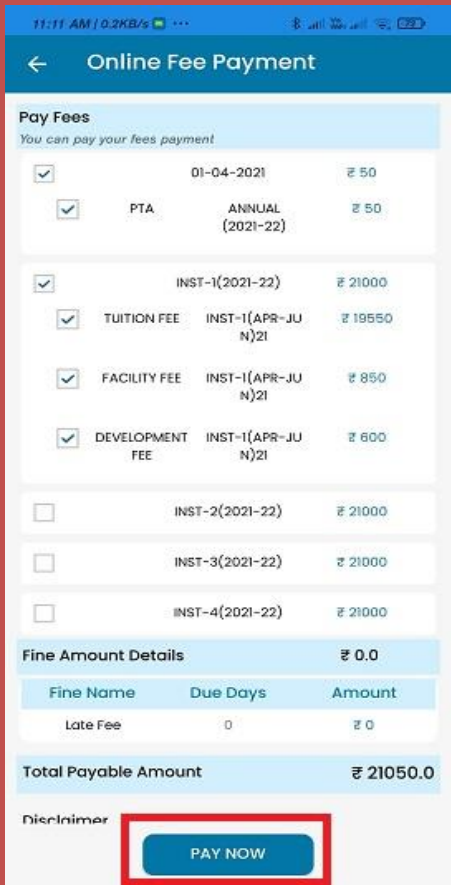 11:11 AM | 0.2KB/s ...
Online Fee Payment
Pay Fees
You can pay your fees payment
01-04-2021 ₹ 50
PTA ANNUAL ₹ 50
(2021-22)
INST-1(2021-22) ₹ 21000
TUITION FEE INST-1(APR-JU ₹ 19550
N)21
FACILITY FEE INST-1(APR-JU ₹ 850
N)21
DEVELOPMENT INST-1(APR-JU ₹ 600
FEE N)21
INST-2(2021-22) ₹ 21000
INST-3(2021-22) ₹ 21000
INST-4(2021-22) ₹ 21000
Fine Amount Details ₹ 0.0
Fine Name Due Days Amount
Late Fee 0 ₹ 0
Total Payable Amount ₹ 21050.0
Disclaimer
PAY NOW